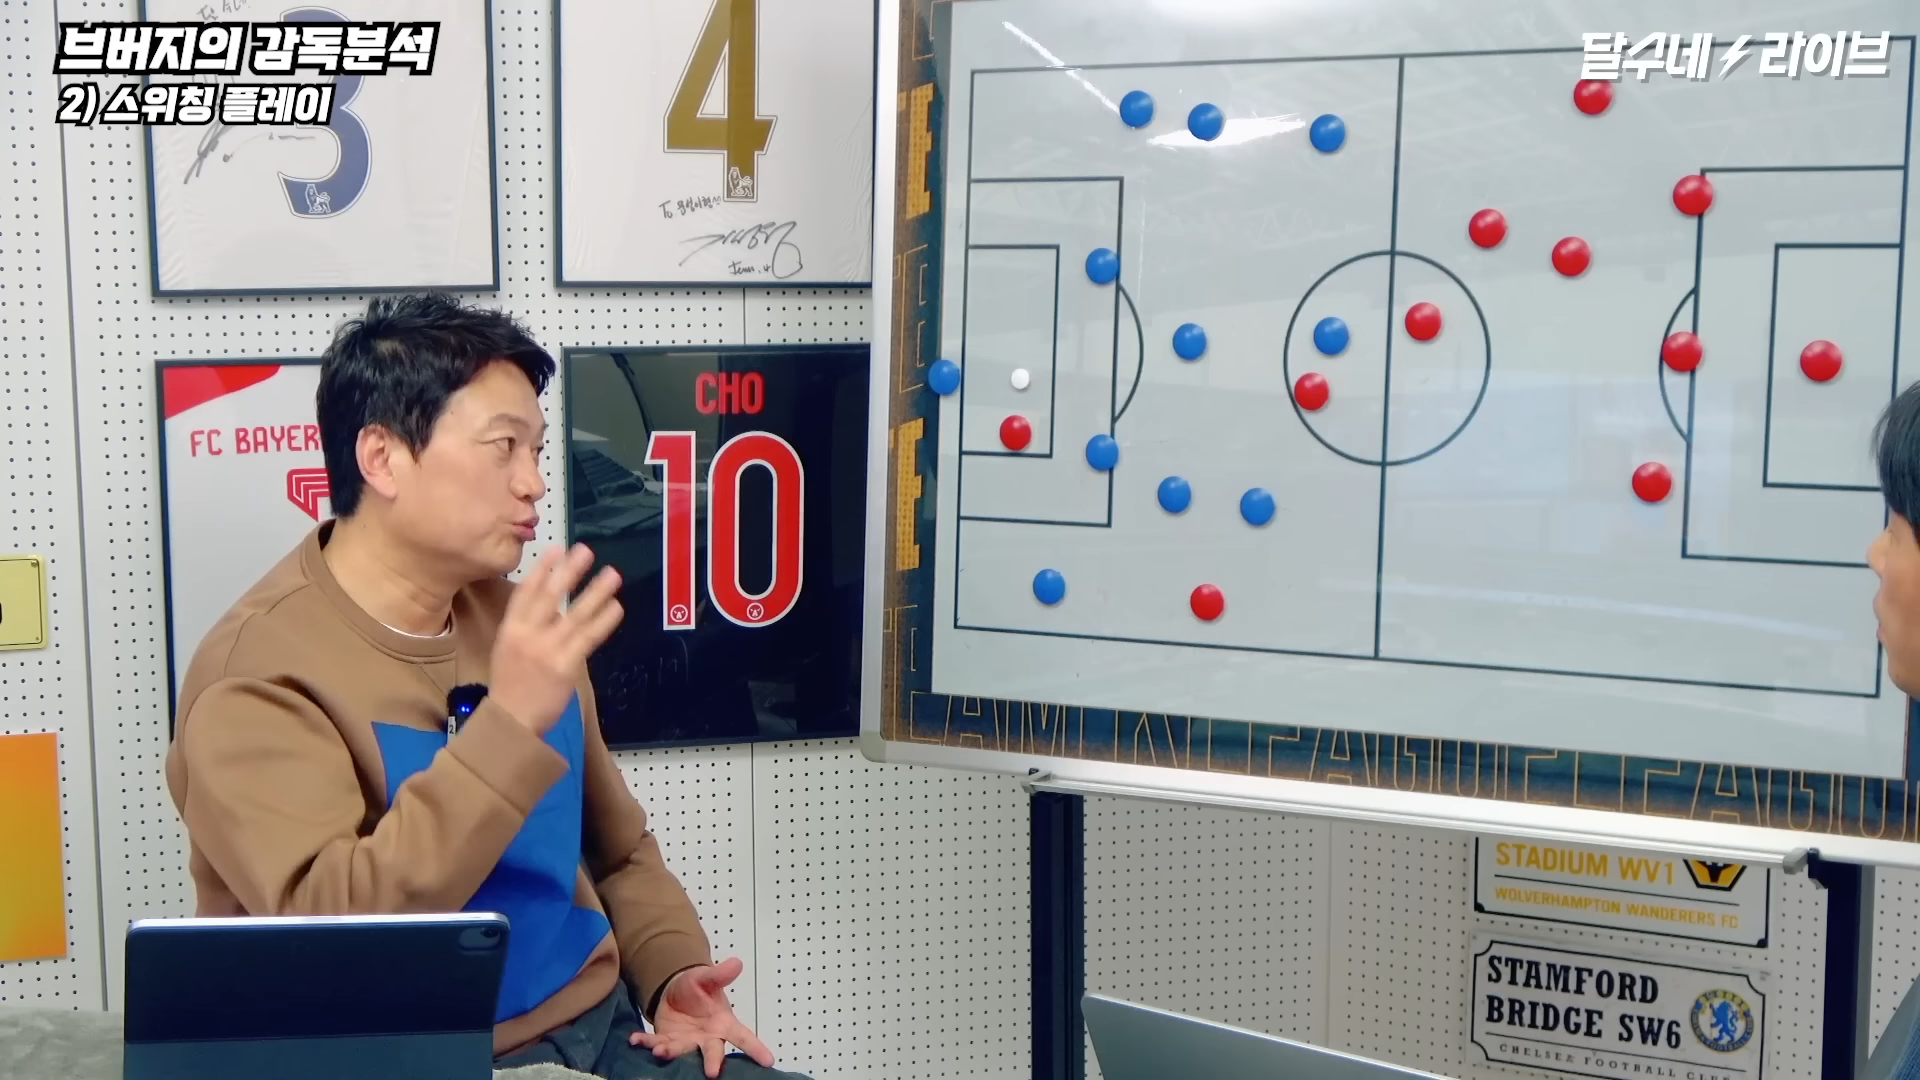 브버지의 감독분석
2) 스위칭 플레이
달수네 라이브
3
4
FC BAYER
CHO
10
STADIUM WV1
WOLVERHAMPTON WANDERERS FC
STAMFORD
BRIDGE SW6
CHELSEA FOOTBALL CLUB